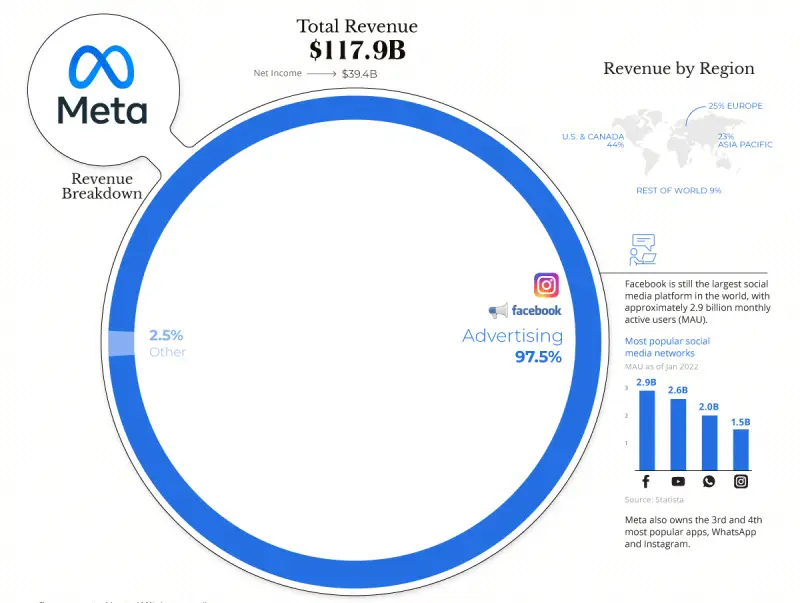 Meta
Revenue
Breakdown
Total Revenue
$117.9B
Net Income $39.4B
Revenue by Region
25% EUROPE
U.S. & CANADA
44%
23%
ASIA PACIFIC
REST OF WORLD 9%
2.5%
Other
facebook
Advertising
97.5%
Facebook is still the largest social
media platform in the world, with
approximately 2.9 billion monthly
active users (MAU).
Most popular social
media networks
MAU as of Jan 2022
3
2
1
2.9B
2.6B
2.0B
1.5B
Source: Statista
Meta also owns the 3rd and 4th
most popular apps, WhatsApp
and Instagram.